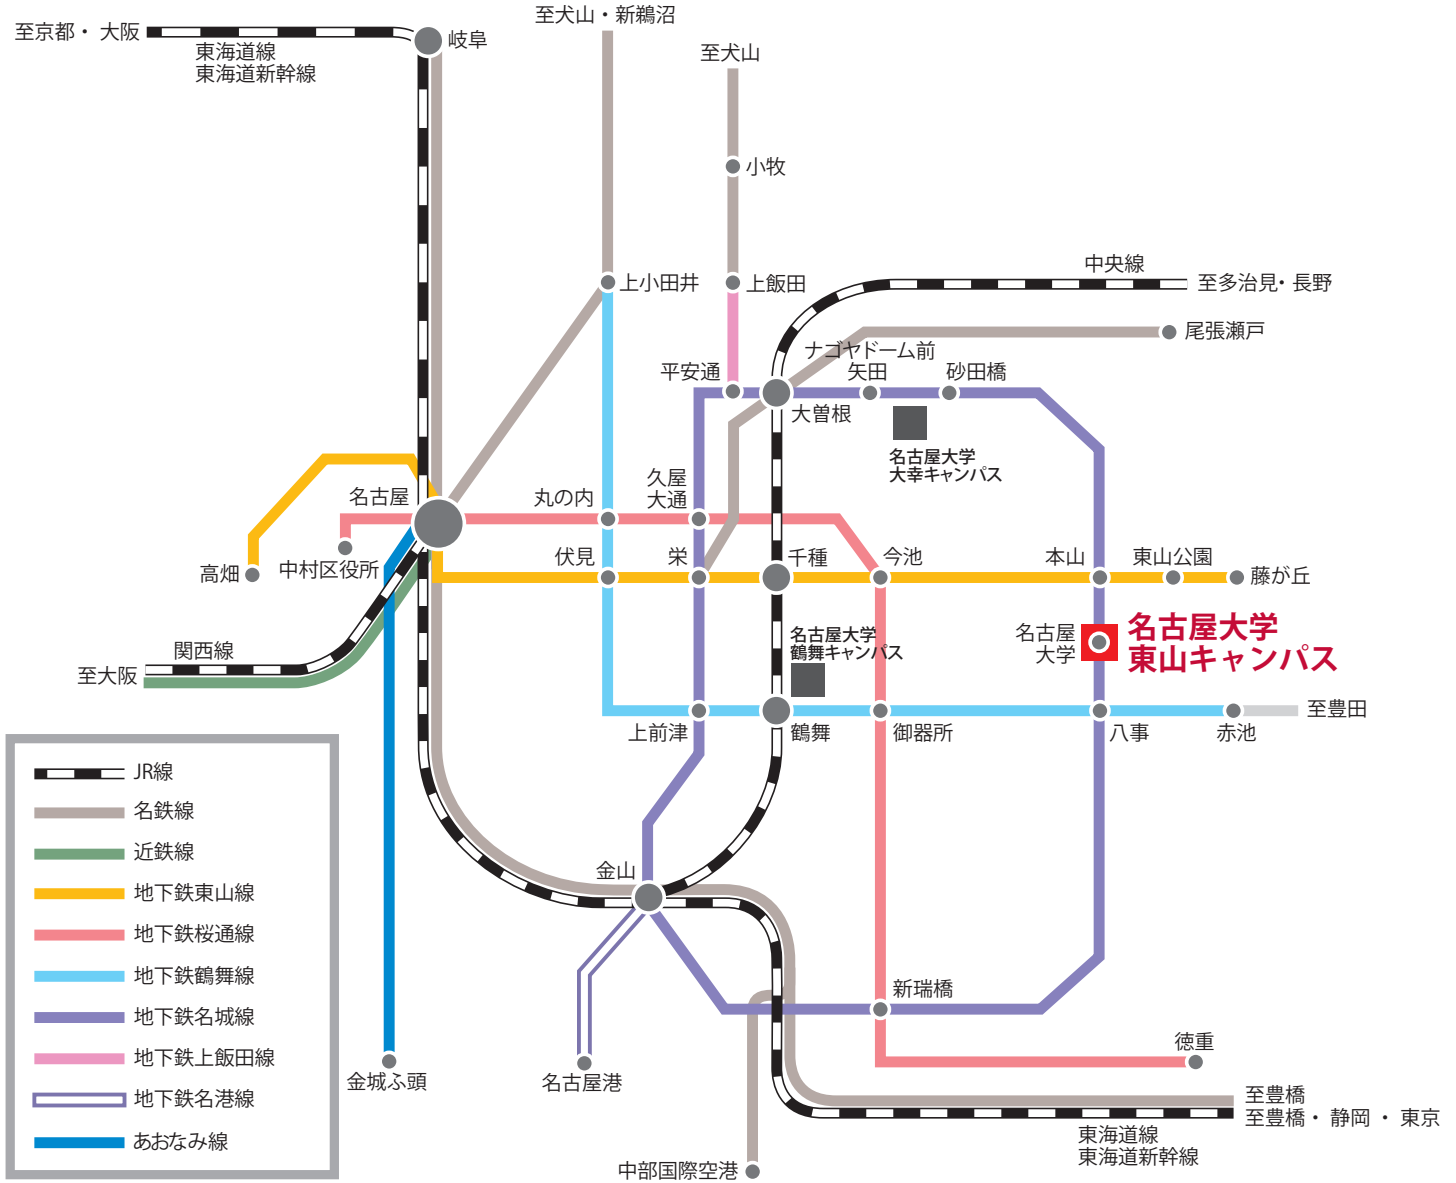 至犬山・新鵜沼
至京都・ 大阪
岐阜
東海道線
東海道新幹線
至犬山
小牧
上小田井
上飯田
中央線
至多治見・長野
尾張瀬戸
ナゴヤドーム前
矢田
平安通
砂田橋
大曽根
名古屋大学
大幸キャンパス
久屋
大通
名古屋
丸の内
伏見
栄
千種
今池
本山
東山公園
藤が丘
高畑
中村区役所
名古屋大学
鶴舞キャンパス
名古屋
大学
名古屋大学
東山キャンパス
関西線
至大阪
上前津
鶴舞
御器所
八事
赤池
至豊田
JR線
名鉄線
近鉄線
地下鉄東山線
地下鉄桜通線
地下鉄鶴舞線
地下鉄名城線
地下鉄上飯田線
地下鉄名港線
あおなみ線
金山
新瑞橋
徳重
金城ふ頭
名古屋港
至豊橋
至豊橋・ 静岡 ・ 東京
東海道線
東海道新幹線
中部国際空港